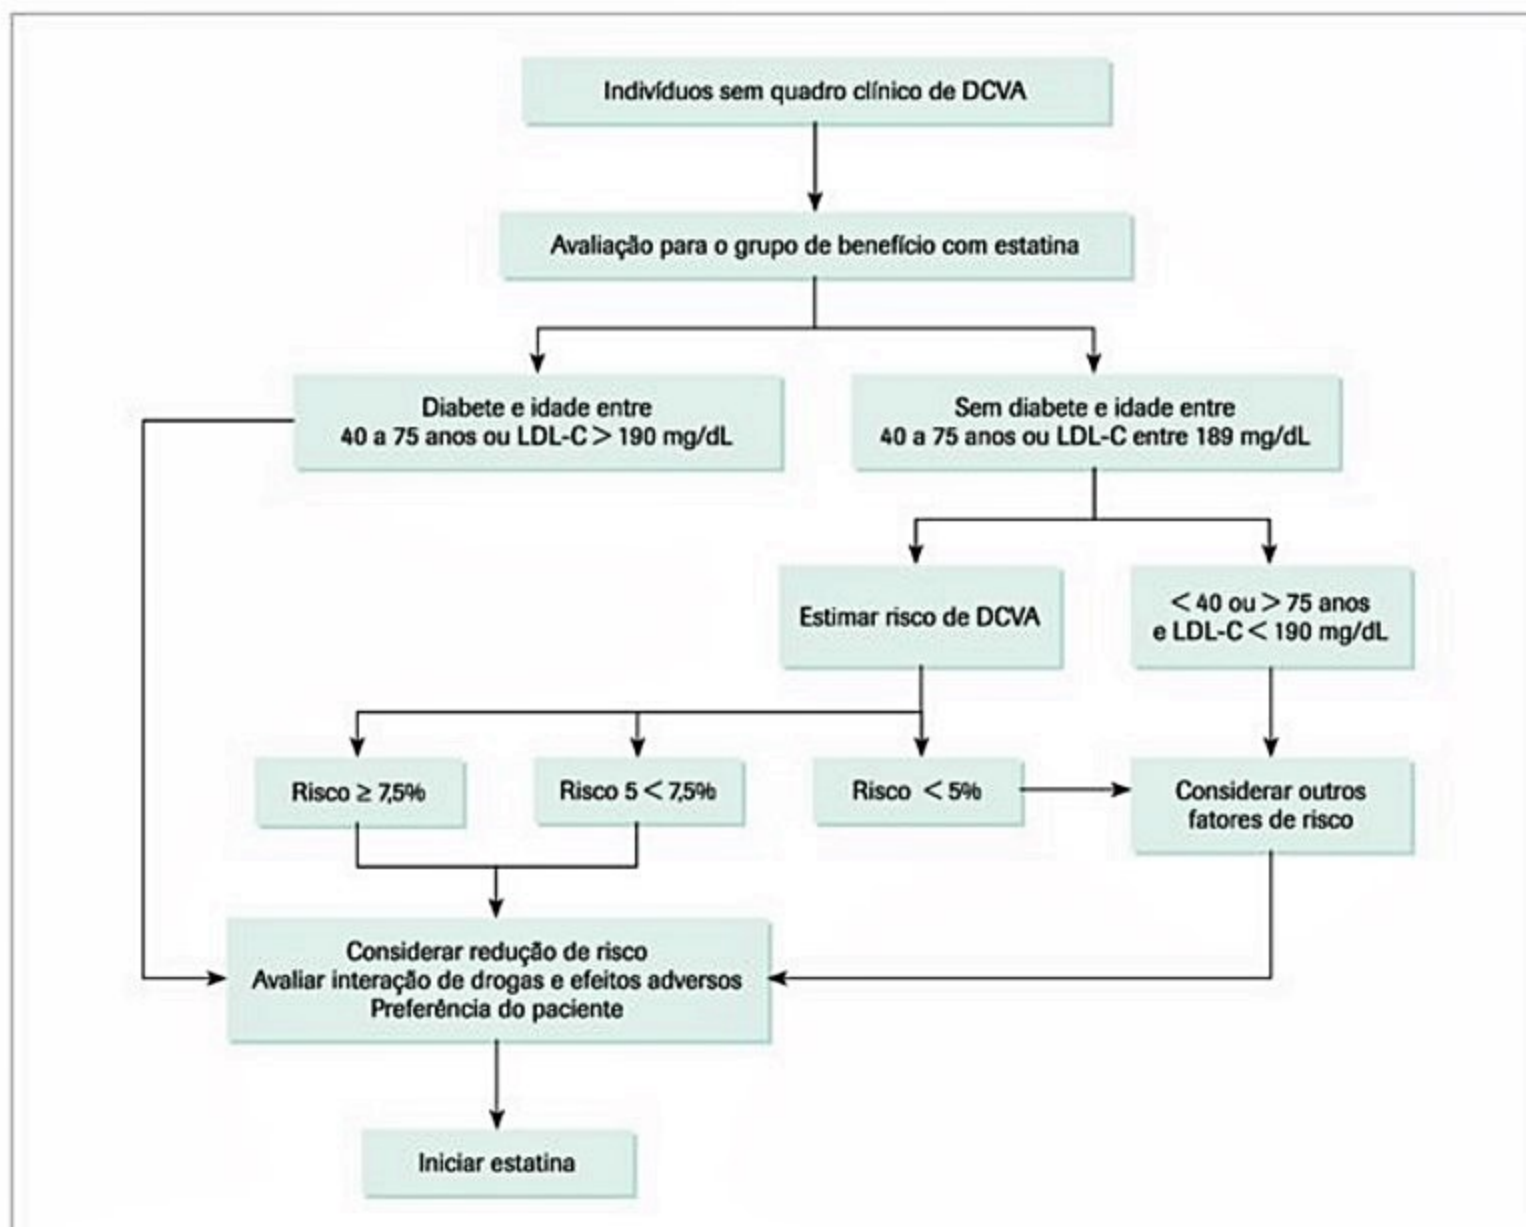 Indivíduos sem quadro clínico de DCVA
Avaliação para o grupo de benefício com estatina
Diabete e idade entre
40 a 75 anos ou LDL-C > 190 mg/dL
Sem diabete e idade entre
40 a 75 anos ou LDL-C entre 189 mg/dL
Estimar risco de DCVA
< 40 ou > 75 anos
e LDL-C < 190 mg/dL
Risco ≥ 7,5%
Risco 5 < 7,5%
Risco < 5%
Considerar outros
fatores de risco
Considerar redução de risco
Avaliar interação de drogas e efeitos adversos
Preferência do paciente
Iniciar estatina